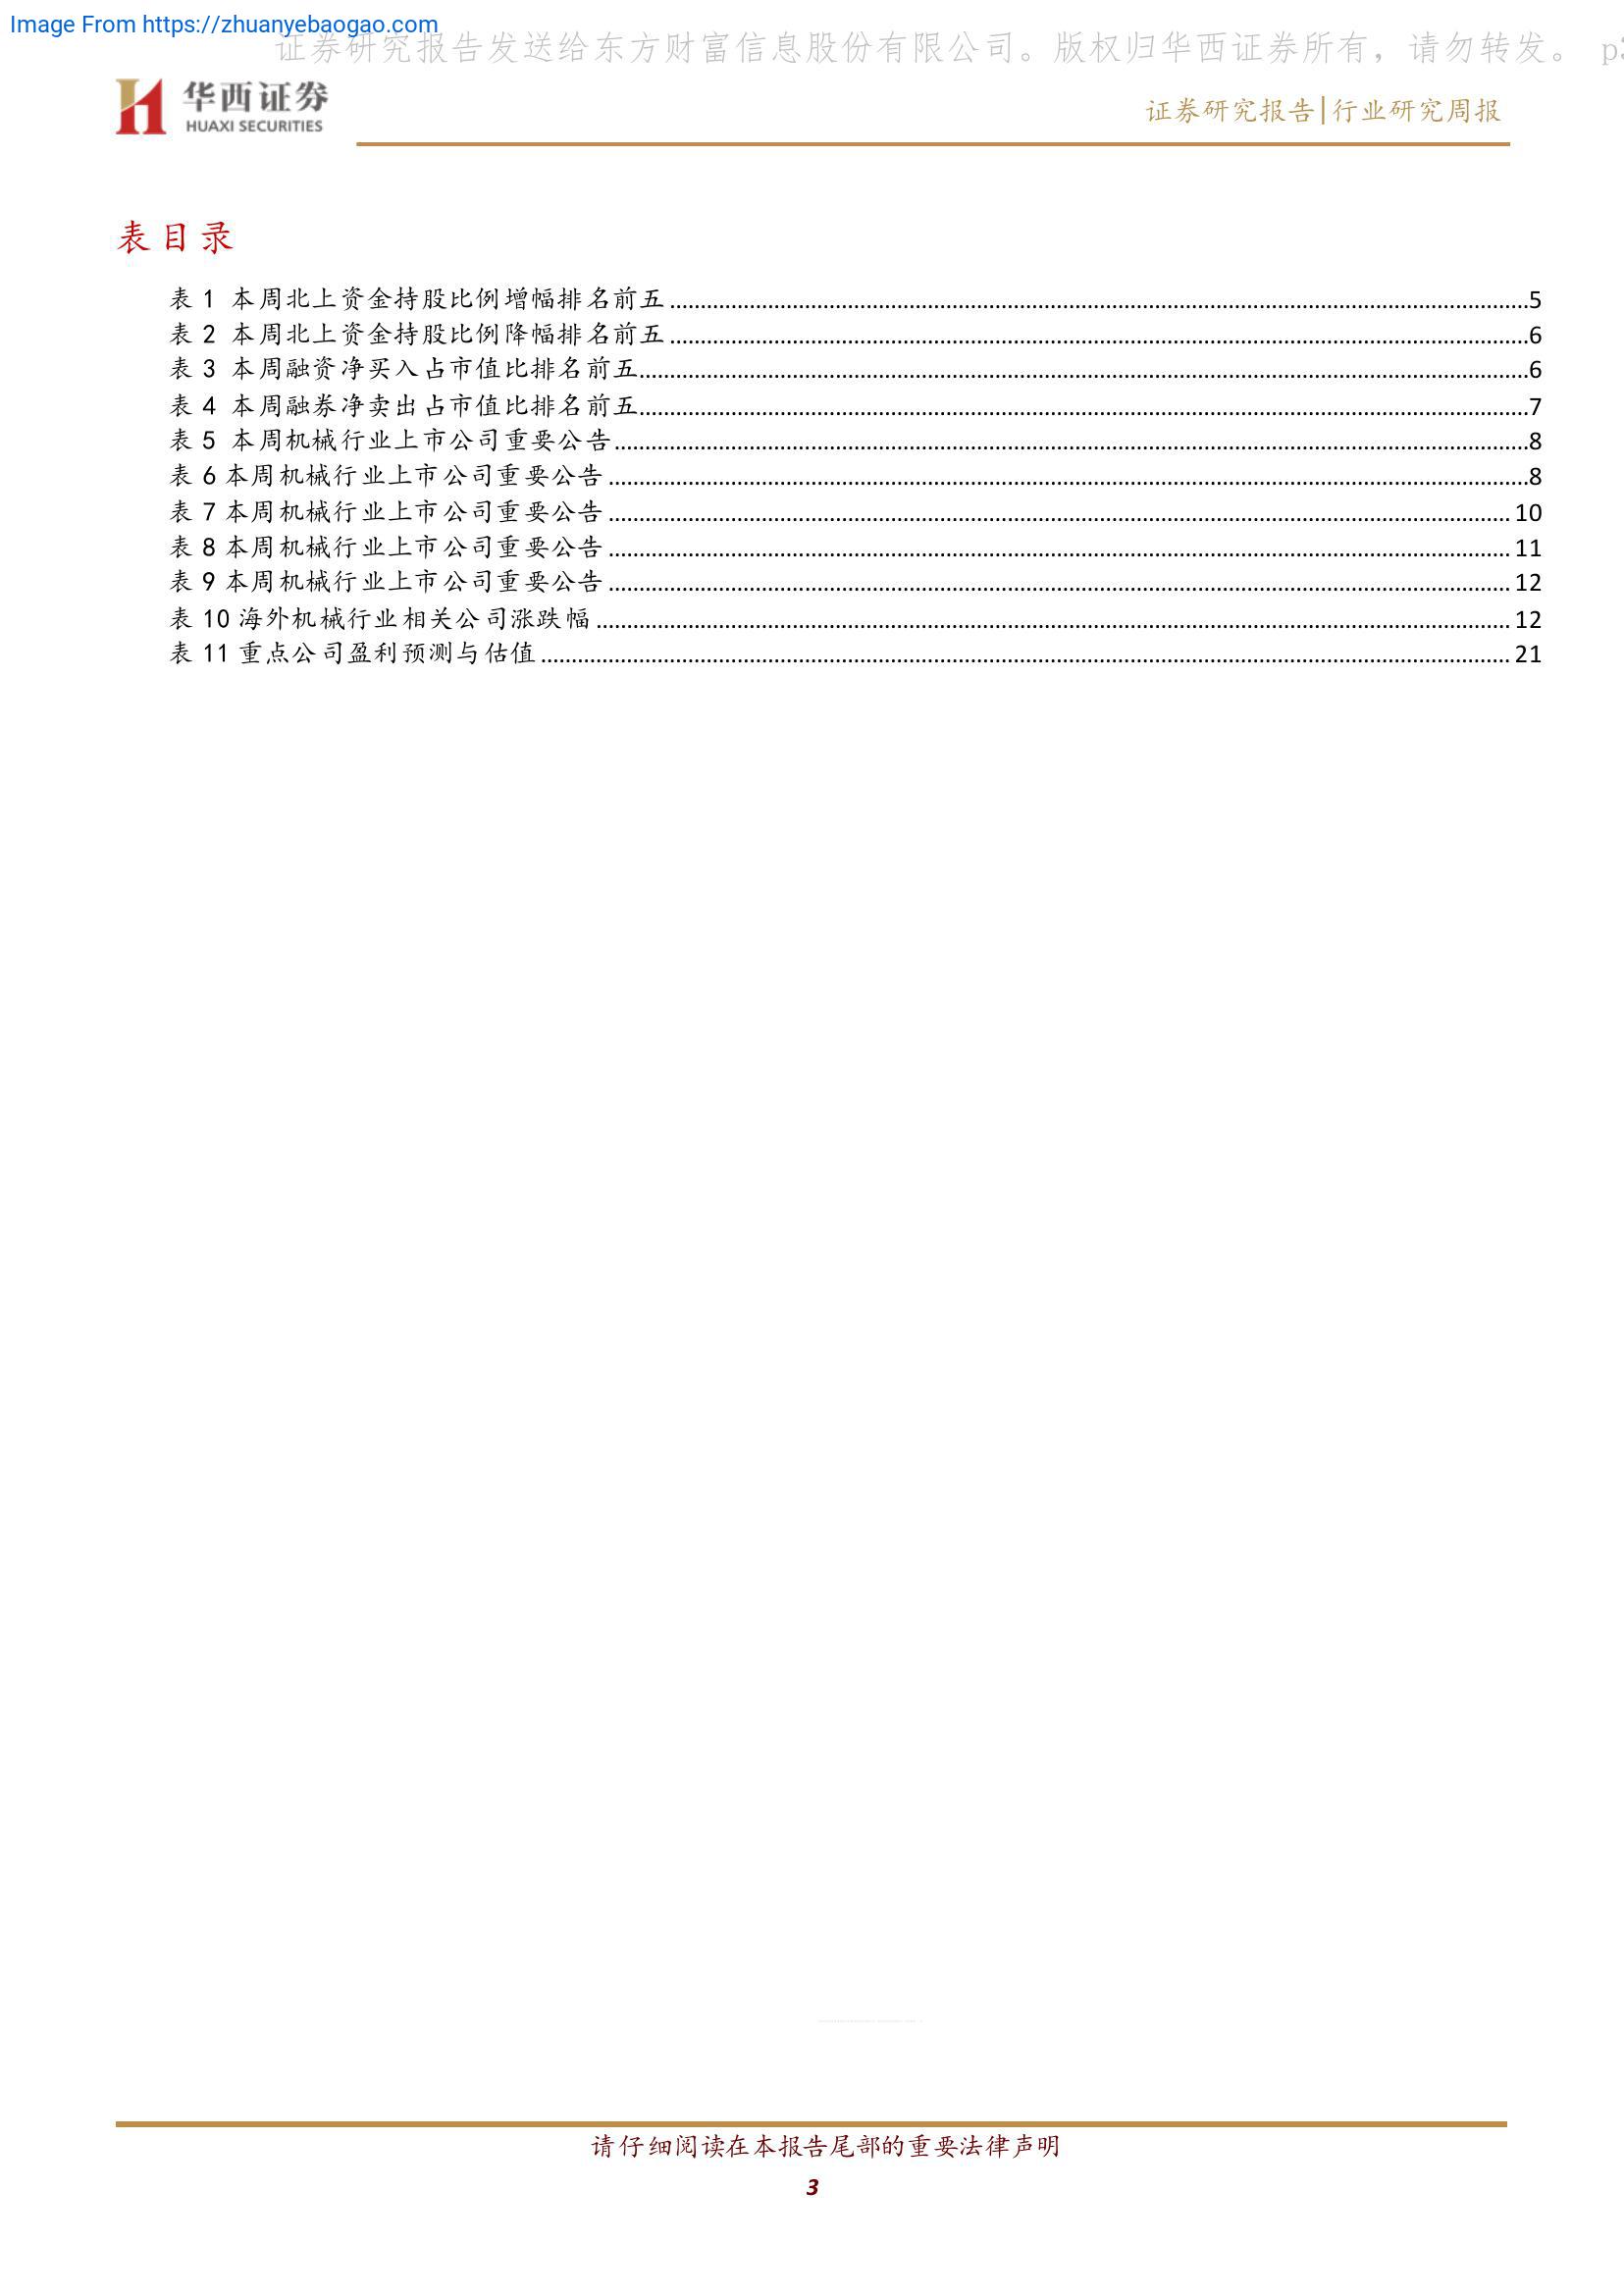 Image From https://zhuanyebaogao.com
证券研究报告发送给东方财富信息股份有限公司。版权归华西证券所有，请勿转发。 p3
华西证券
HUAXI SECURITIES
证券研究报告|行业研究周报
表目录
表 1 本周北上资金持股比例增幅排名前五........5
表 2 本周北上资金持股比例降幅排名前五........6
表 3 本周融资净买入占市值比排名前五........6
表 4 本周融券净卖出占市值比排名前五........7
表 5 本周机械行业上市公司重要公告........8
表 6 本周机械行业上市公司重要公告........8
表 7 本周机械行业上市公司重要公告........10
表 8 本周机械行业上市公司重要公告........11
表 9 本周机械行业上市公司重要公告........12
表 10 海外机械行业相关公司涨跌幅........12
表 11 重点公司盈利预测与估值........21
请仔细阅读在本报告尾部的重要法律声明
3